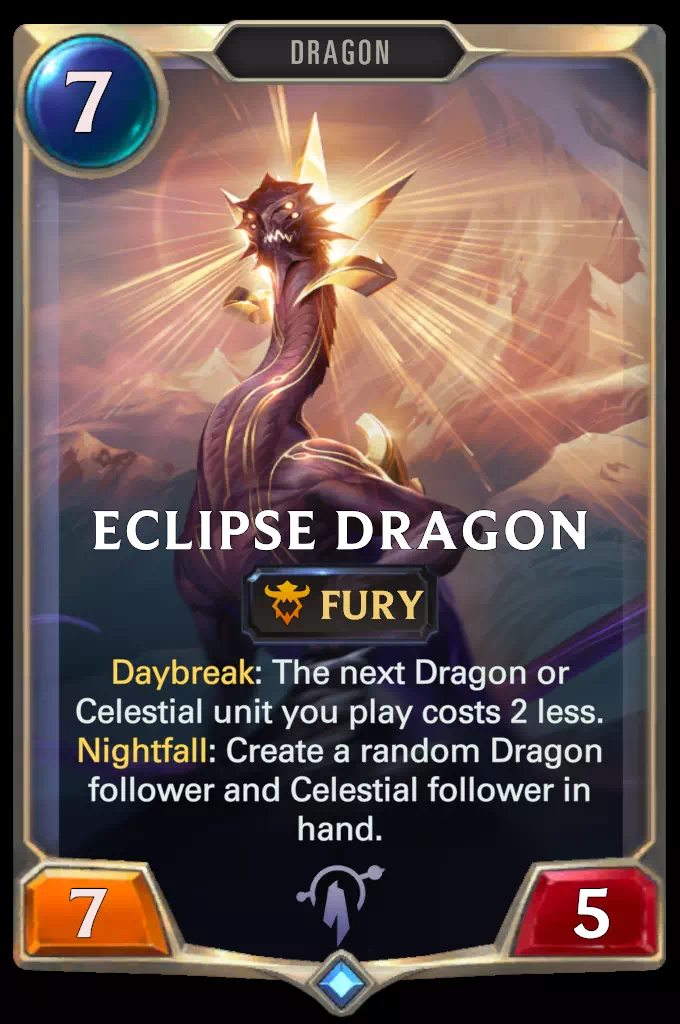 DRAGON
7
ECLIPSE DRAGON
FURY
Daybreak: The next Dragon or
Celestial unit you play costs 2 less.
Nightfall: Create a random Dragon
follower and Celestial follower in
hand.
7
5